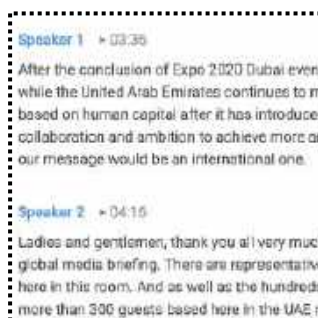 Speaker 1 ▸ 03:36
After the conclusion of Expo 2020 Dubai even
while the United Arab Emirates continues to m
based on human capital after it has introduce
collaboration and ambition to achieve more a
our message would be an international one.
Speaker 2 ▸ 04:16
Ladies and gentlemen, thank you all very muc
global media briefing. There are representativ
here in this room. And as well as the hundreds
more than 300 guests based here in the UAE